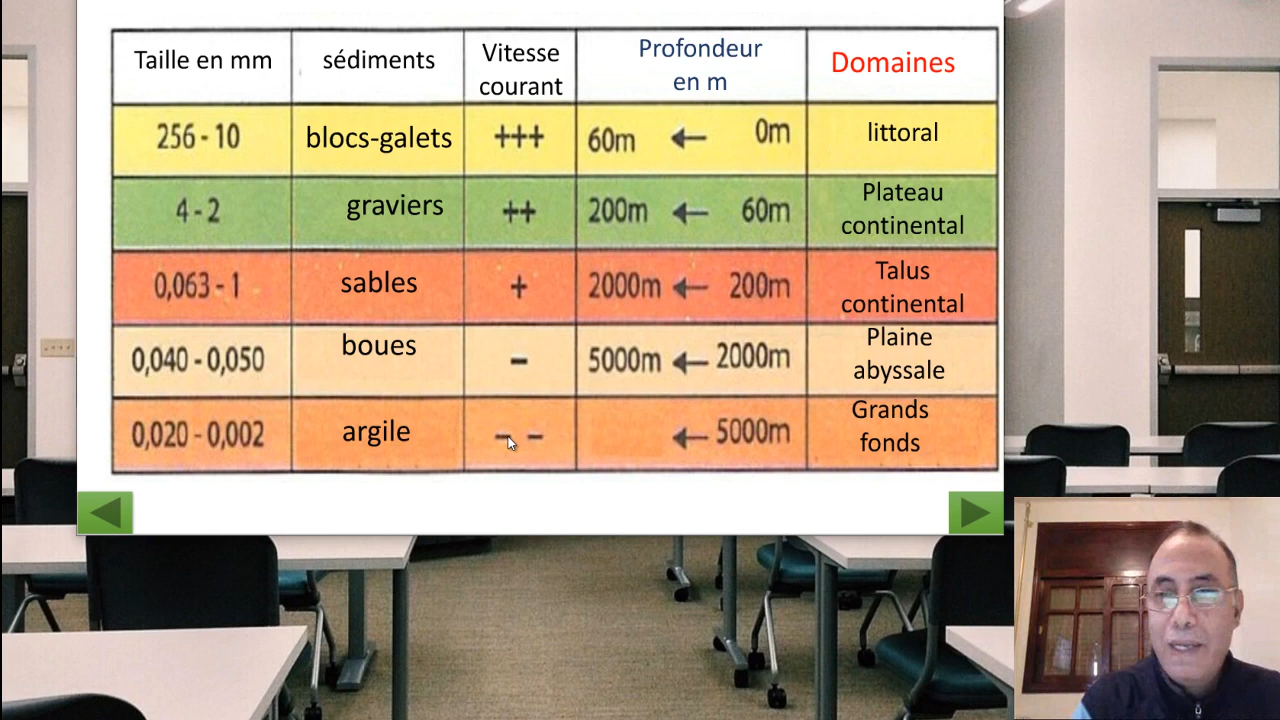 Taille en mm
sédiments
Vitesse
courant
Profondeur
en m
Domaines
256 - 10
blocs-galets
+++
60m ← 0m
littoral
4 - 2
graviers
++
200m ← 60m
Plateau
continental
0,063 - 1
sables
+
2000m ← 200m
Talus
continental
0,040 - 0,050
boues
–
5000m ← 2000m
Plaine
abyssale
0,020 - 0,002
argile
– –
← 5000m
Grands
fonds